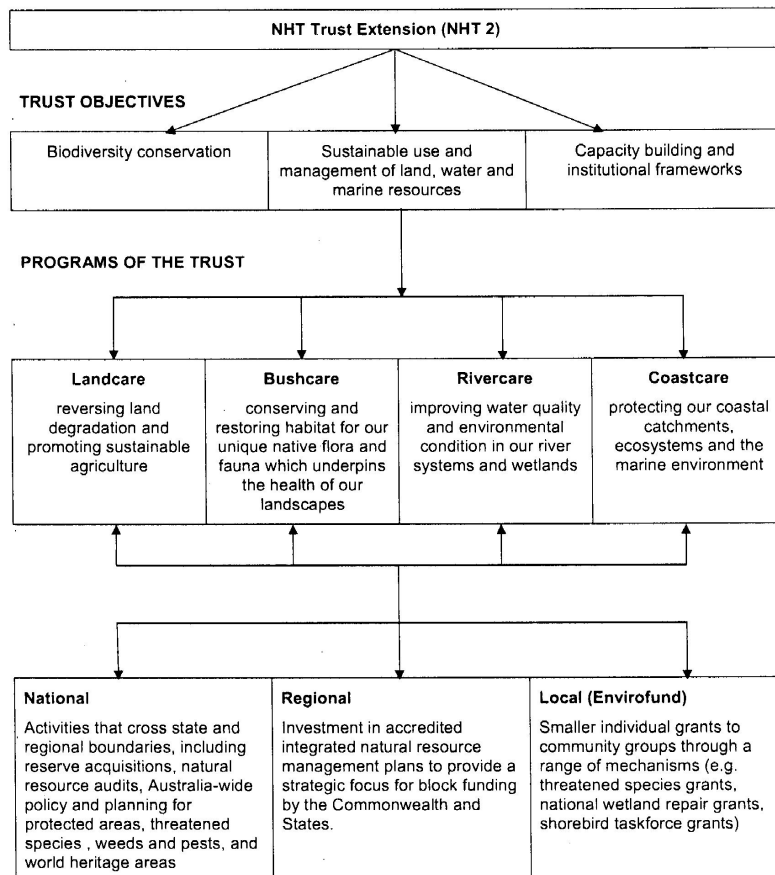 NHT Trust Extension (NHT 2)
TRUST OBJECTIVES
Biodiversity conservation
Sustainable use and
management of land, water and
marine resources
Capacity building and
institutional frameworks
PROGRAMS OF THE TRUST
Landcare
reversing land
degradation and
promoting sustainable
agriculture
Bushcare
conserving and
restoring habitat for our
unique native flora and
fauna which underpins
the health of our
landscapes
Rivercare
improving water quality
and environmental
condition in our river
systems and wetlands
Coastcare
protecting our coastal
catchments,
ecosystems and the
marine environment
National
Activities that cross state and
regional boundaries, including
reserve acquisitions, natural
resource audits, Australia-wide
policy and planning for
protected areas, threatened
species , weeds and pests, and
world heritage areas
Regional
Investment in accredited
integrated natural resource
management plans to provide a
strategic focus for block funding
by the Commonwealth and
States.
Local (Envirofund)
Smaller individual grants to
community groups through a
range of mechanisms (e.g.
threatened species grants,
national wetland repair grants,
shorebird taskforce grants)